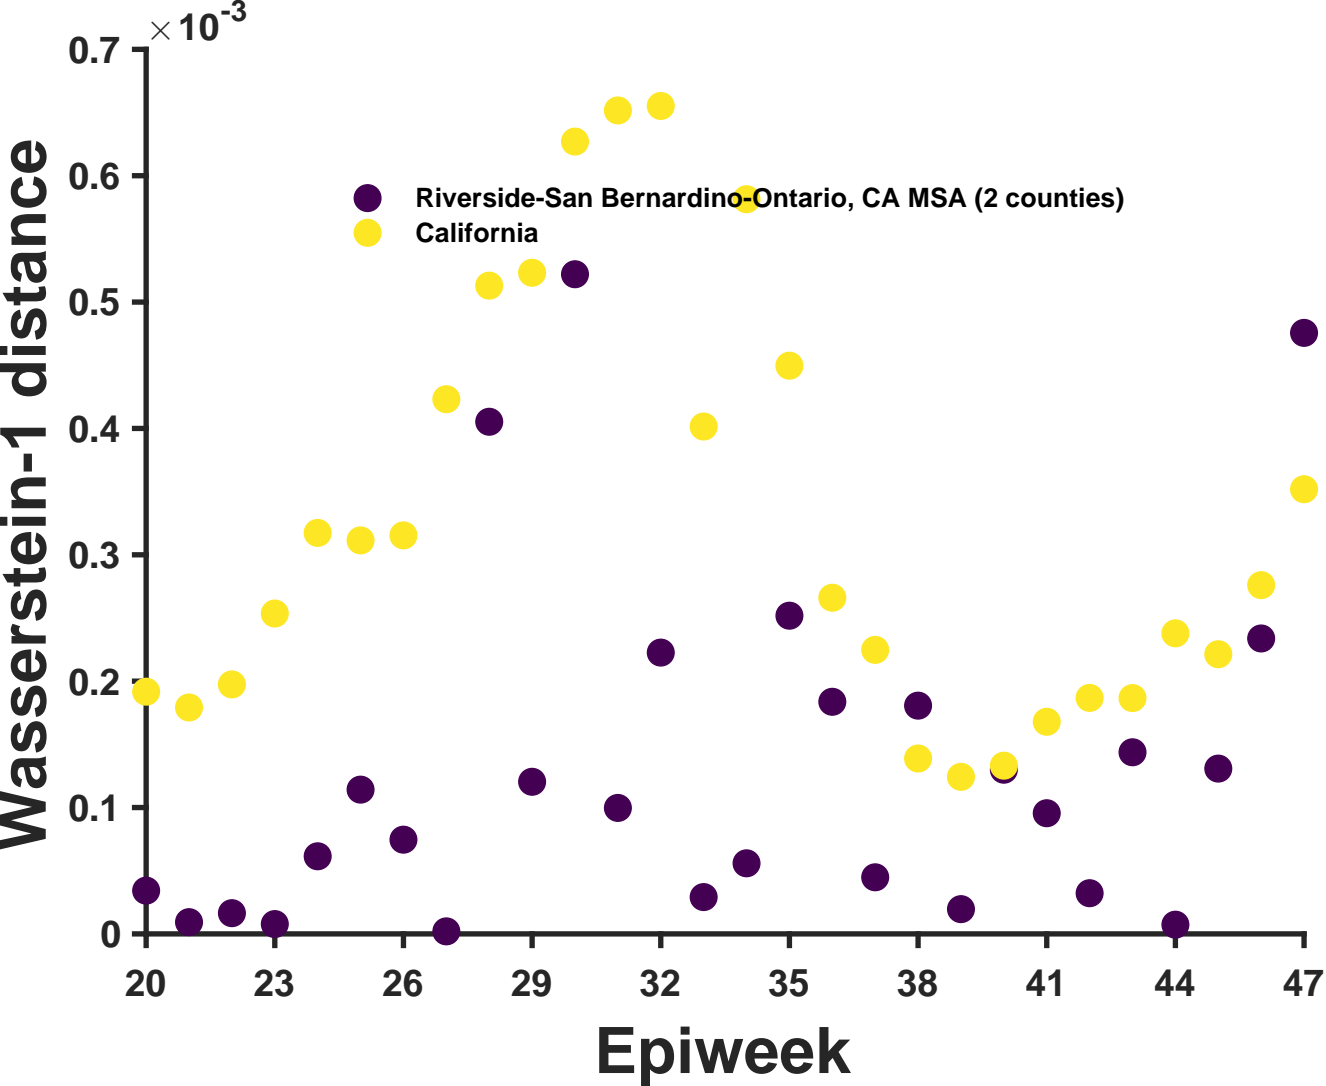 × 10-3
0.7
0.6
0.5
0.4
0.3
0.2
0.1
0
Wasserstein-1 distance
Riverside-San Bernardino-Ontario, CA MSA (2 counties)
California
20 23 26 29 32 35 38 41 44 47
Epiweek